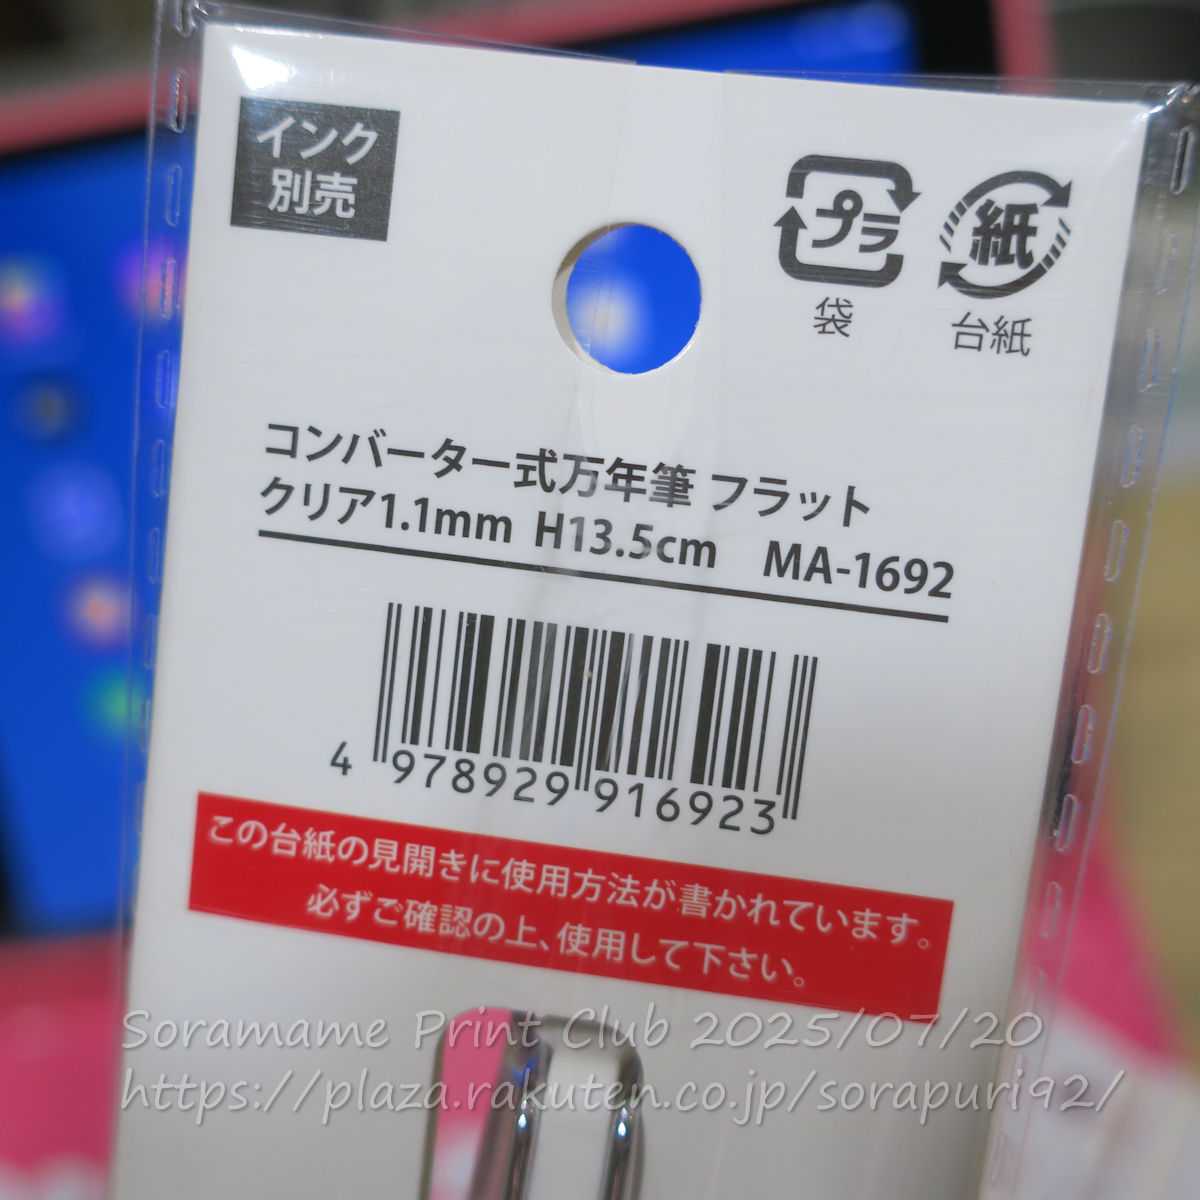 インク
別売
プラ
袋
紙
台紙
コンバーター式万年筆 フラット
クリア1.1mm H13.5cm MA-1692
4 978929 916923
この台紙の見開きに使用方法が書かれています。
必ずご確認の上、使用して下さい。
Soramame Print Club 2025/07/20
https://plaza.rakuten.co.jp/sorapuri92/